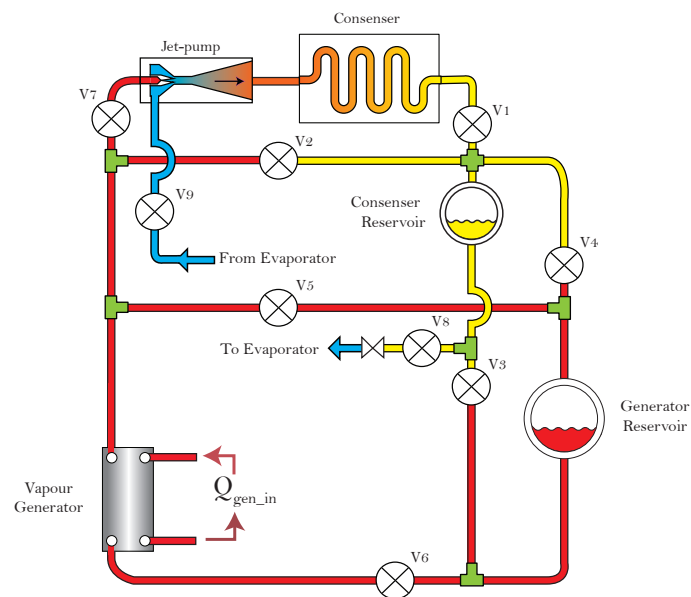 Consenser
Jet-pump
V7
V1
V2
V9
Consenser
Reservoir
From Evaporator
V4
V5
To Evaporator
V8
V3
Generator
Reservoir
Vapour
Generator
Qgen_in
V6